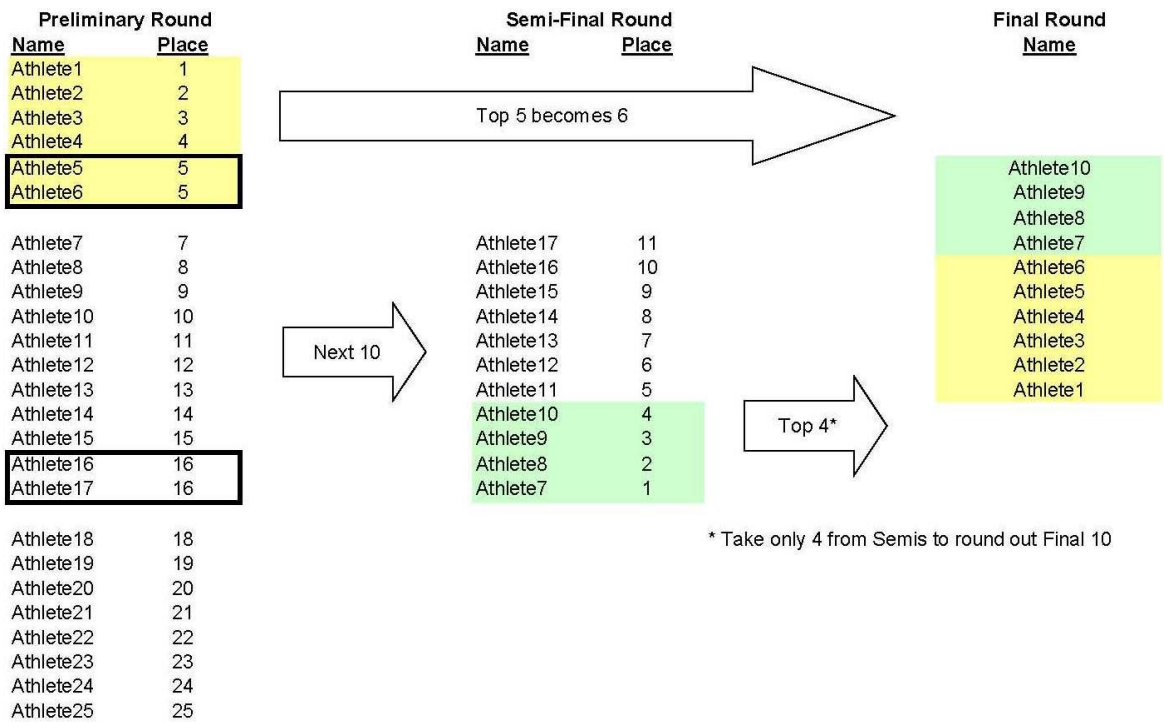 Preliminary Round Semi-Final Round Final Round
Name Place Name Place Name
Athlete1 1
Athlete2 2
Athlete3 3 Top 5 becomes 6
Athlete4 4
Athlete5 5 Athlete10
Athlete6 5 Athlete9
Athlete8
Athlete7 7 Athlete17 11 Athlete7
Athlete8 8 Athlete16 10 Athlete6
Athlete9 9 Athlete15 9 Athlete5
Athlete10 10 Athlete14 8 Athlete4
Athlete11 11 Next 10 Athlete13 7 Athlete3
Athlete12 12 Athlete12 6 Athlete2
Athlete13 13 Athlete11 5 Athlete1
Athlete14 14 Athlete10 4 Top 4*
Athlete15 15 Athlete9 3
Athlete16 16 Athlete8 2
Athlete17 16 Athlete7 1
Athlete18 18 * Take only 4 from Semis to round out Final 10
Athlete19 19
Athlete20 20
Athlete21 21
Athlete22 22
Athlete23 23
Athlete24 24
Athlete25 25